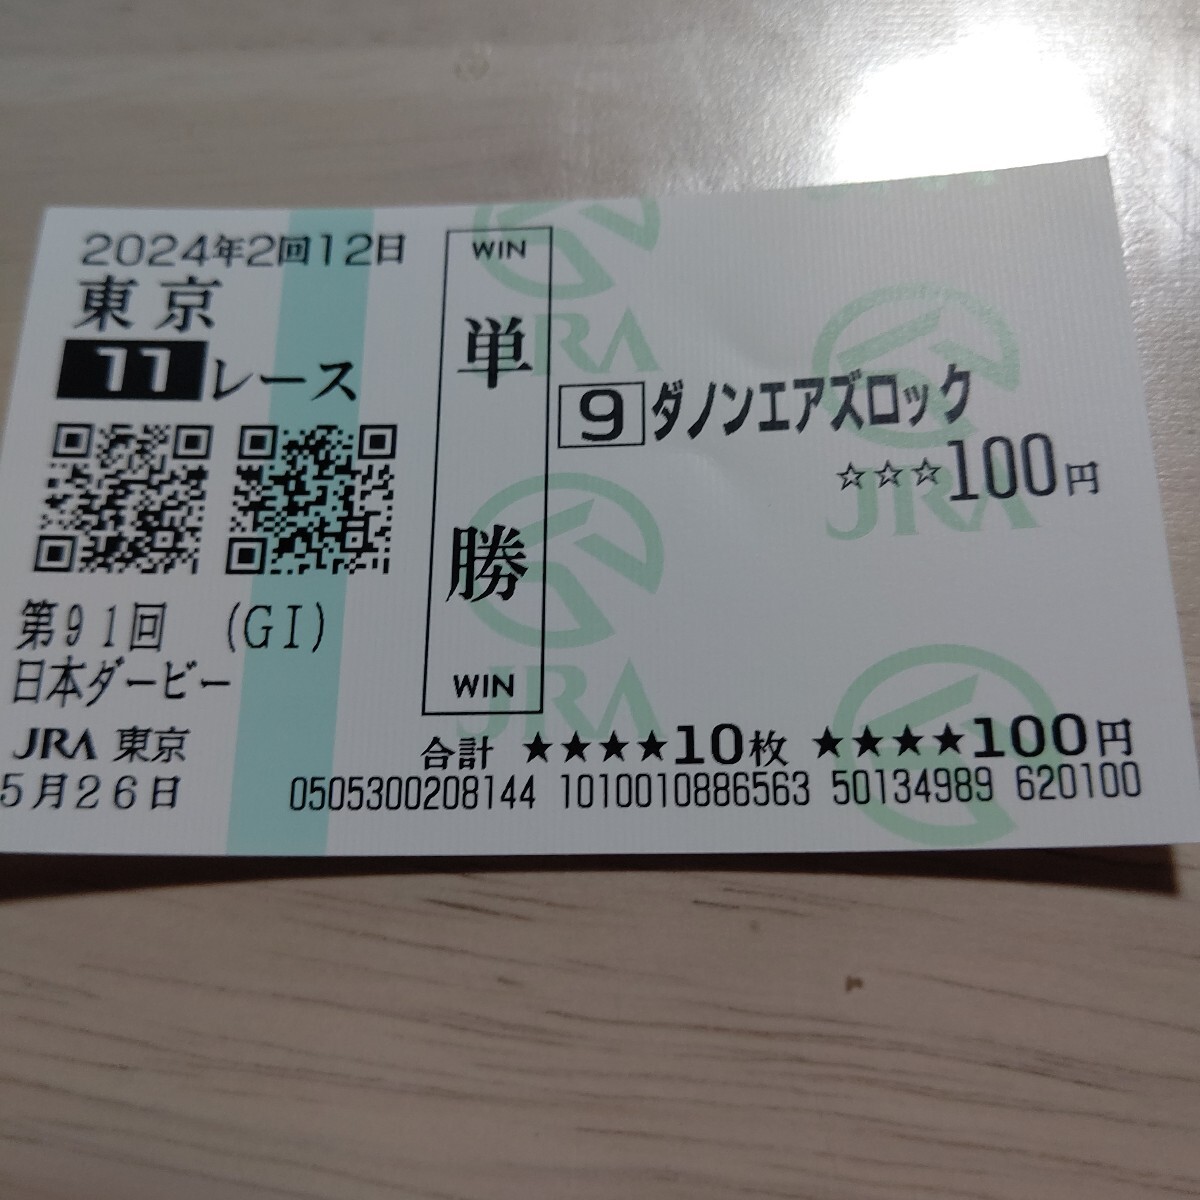 2024年2回12日
東京
11レース
第91回 (GI)
日本ダービー
JRA 東京
5月26日
WIN
単勝
WIN
9 ダノンエアズロック
☆☆☆100円
合計 ★★★★10枚 ★★★★100円
0505300208144 1010010886563 50134989 620100
JRA
JRA
JRA